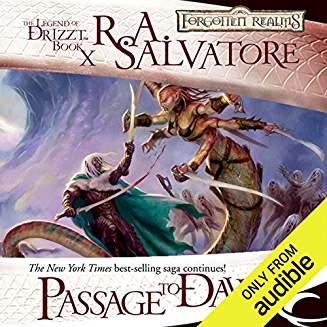 THE LEGEND OF
DRIZZT
BOOK
X
FORGOTTEN REALMS
R.A.
SALVATORE
The New York Times best-selling saga continues!
PASSAGE TO DA
ONLY FROM
audible